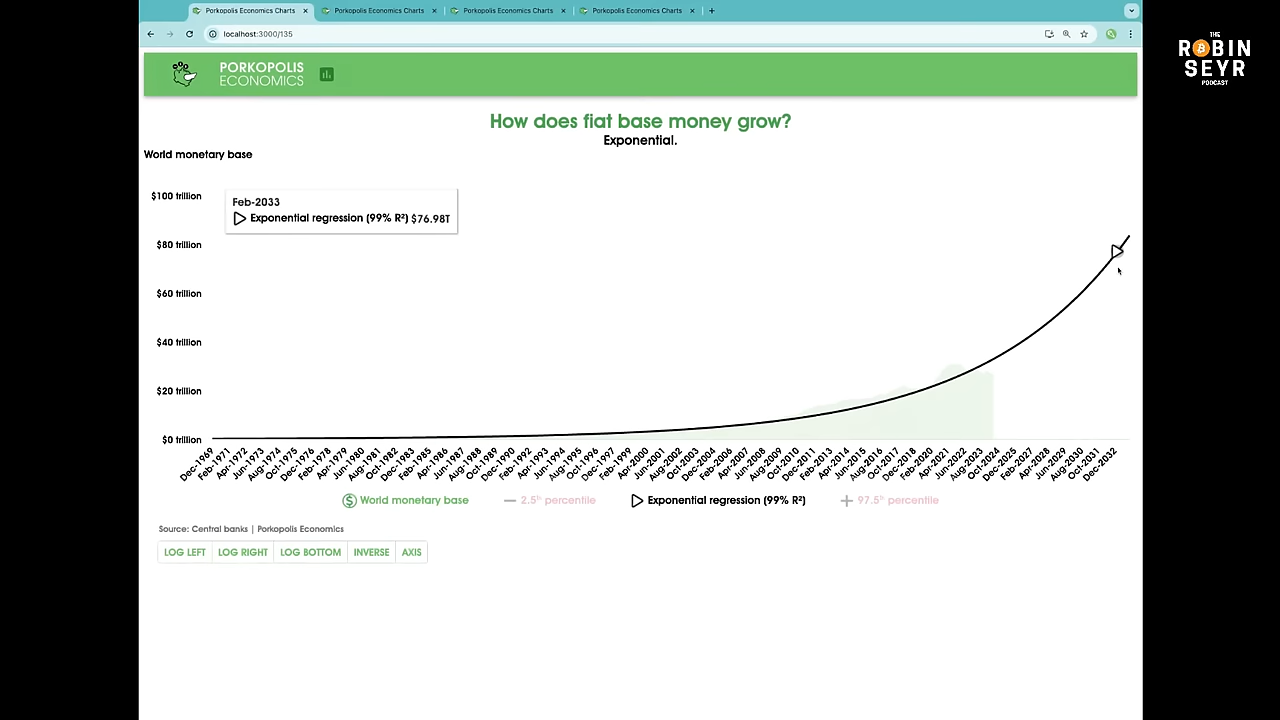 Porkopolis Economics Charts
Porkopolis Economics Charts
Porkopolis Economics Charts
Porkopolis Economics Charts
localhost:3000/135
THE
ROBIN
SEYR
PODCAST
PORKOPOLIS
ECONOMICS
How does fiat base money grow?
Exponential.
World monetary base
$100 trillion
$80 trillion
$60 trillion
$40 trillion
$20 trillion
$0 trillion
Feb-2033
Exponential regression (99% R²) $76.98T
Dec-1969
Feb-1971
Apr-1972
Jun-1973
Aug-1974
Oct-1975
Dec-1976
Feb-1978
Apr-1979
Jun-1980
Aug-1981
Oct-1982
Dec-1983
Feb-1985
Apr-1986
Jun-1987
Aug-1988
Oct-1989
Dec-1990
Feb-1992
Apr-1993
Jun-1994
Aug-1995
Oct-1996
Dec-1997
Feb-1999
Apr-2000
Jun-2001
Aug-2002
Oct-2003
Dec-2004
Feb-2006
Apr-2007
Jun-2008
Aug-2009
Oct-2010
Dec-2011
Feb-2013
Apr-2014
Jun-2015
Aug-2016
Oct-2017
Dec-2018
Feb-2020
Apr-2021
Jun-2022
Aug-2023
Oct-2024
Dec-2025
Feb-2027
Apr-2028
Jun-2029
Aug-2030
Oct-2031
Dec-2032
World monetary base
2.5ᵗʰ percentile
Exponential regression (99% R²)
97.5ᵗʰ percentile
Source: Central banks | Porkopolis Economics
LOG LEFT
LOG RIGHT
LOG BOTTOM
INVERSE
AXIS